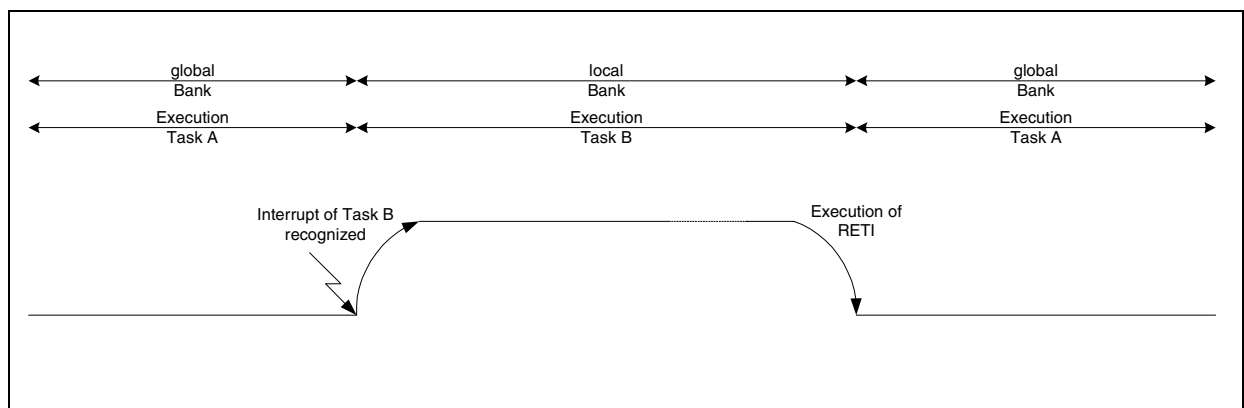 global
Bank
local
Bank
global
Bank
Execution
Task A
Execution
Task B
Execution
Task A
Interrupt of Task B
recognized
Execution of
RETI